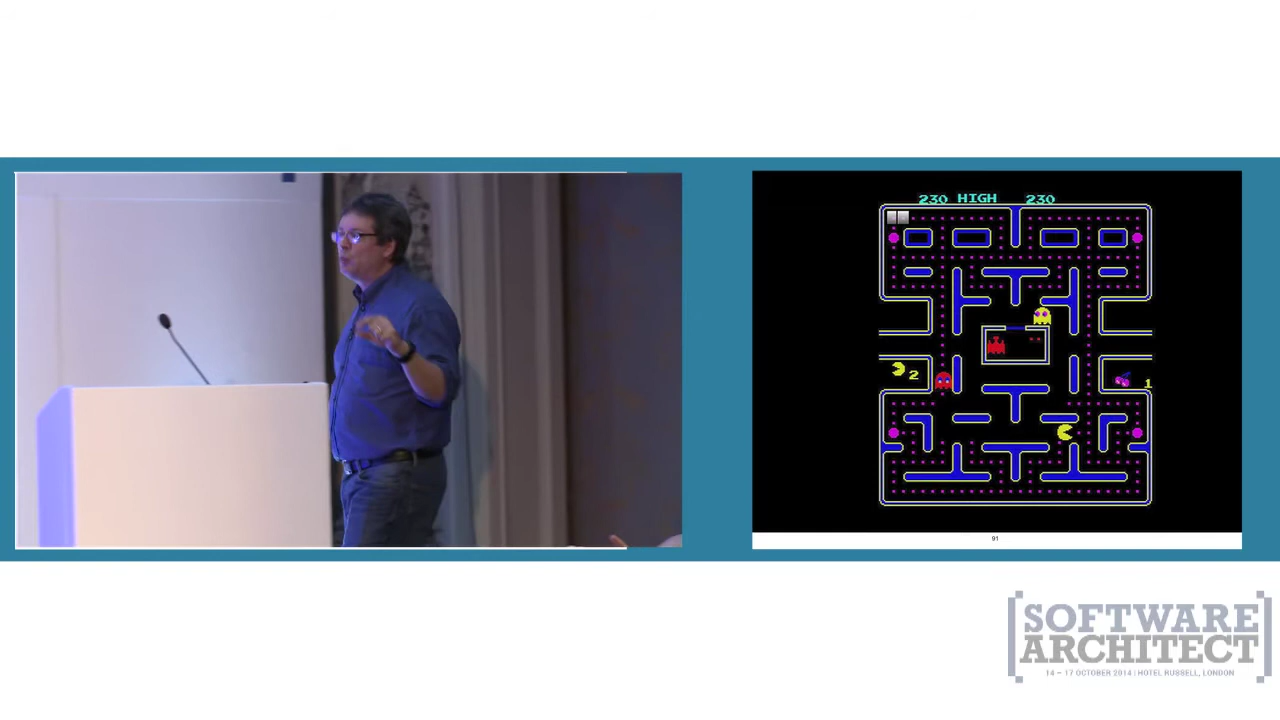 230 HIGH 230
2
1
91
SOFTWARE
ARCHITECT
14 – 17 OCTOBER 2014 | HOTEL RUSSELL, LONDON